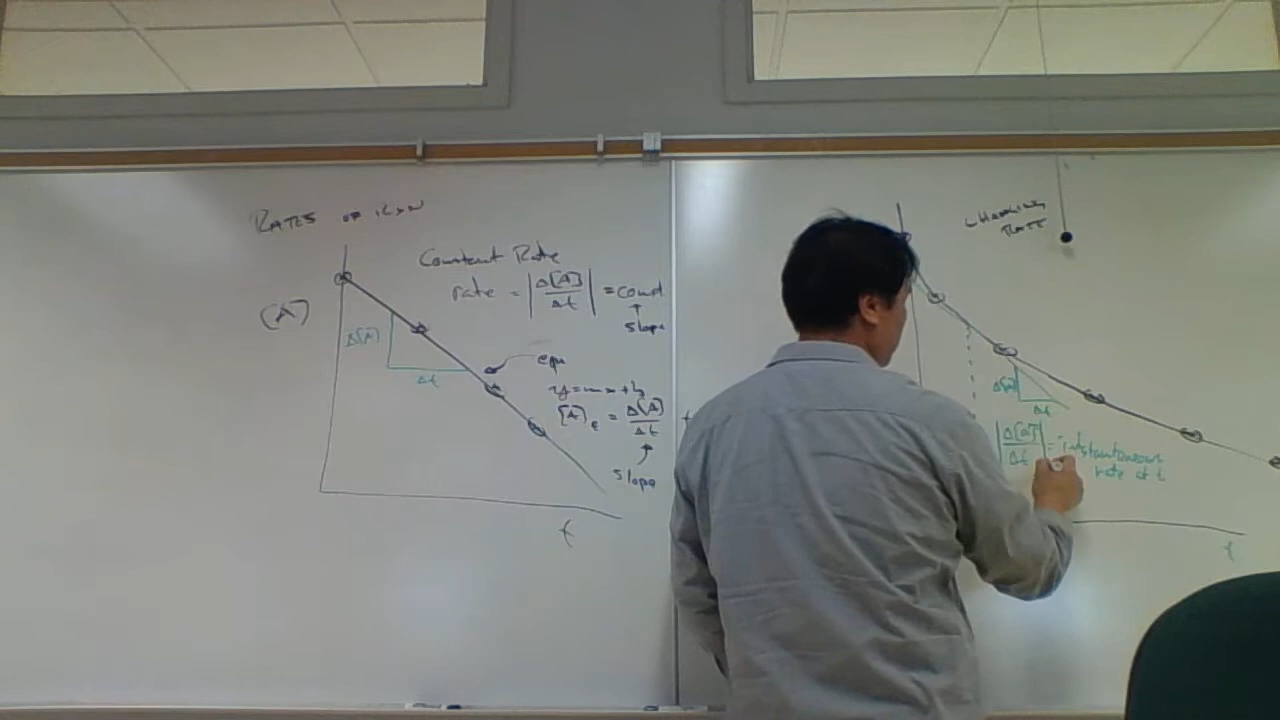 RATES OF RXN
Constant Rate
rate = |Δ[A]/Δt| = const
↑
slope
[A]
Δ[A]
Δt
eqn
y=mx+b
[A]t = Δ[A]/Δt t
slope
t
CHANGING
RATE
Δ[A]
Δt
|Δ[A]/Δt| = instantaneous
rate at t
t